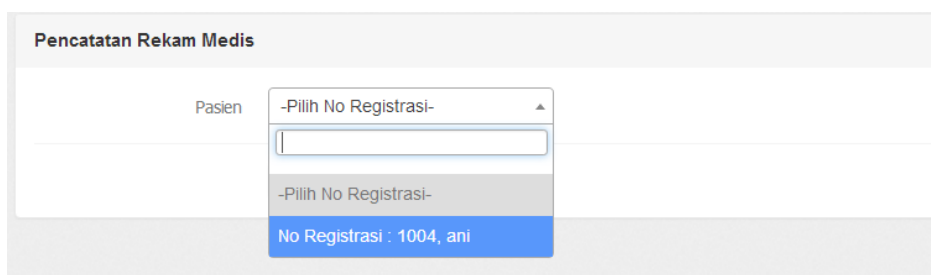 Pencatatan Rekam Medis
Pasien -Pilih No Registrasi-
-Pilih No Registrasi-
No Registrasi : 1004, ani